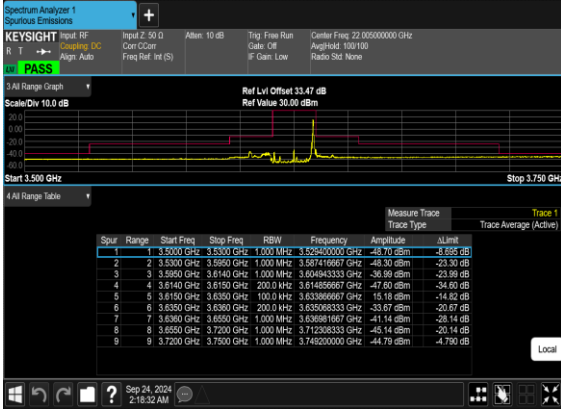 Spectrum Analyzer 1
Spurious Emissions
+
KEYSIGHT Input: RF Input Z: 50 Ω Atten: 10 dB Trig: Free Run Center Freq: 22.005000000 GHz
R T Coupling: DC Corr CCorr Gate: Off Avg|Hold: 100/100
Align: Auto Freq Ref: Int (S) IF Gain: Low Radio Std: None
PASS
3 All Range Graph
Ref Lvl Offset 33.47 dB
Scale/Div 10.0 dB Ref Value 30.00 dBm
20.0
0.00
-20.0
-40.0
-60.0
Start 3.500 GHz Stop 3.750 GHz
4 All Range Table
Measure Trace Trace 1
Trace Type Trace Average (Active)
Spur Range Start Freq Stop Freq RBW Frequency Amplitude ΔLimit
1 1 3.5000 GHz 3.5300 GHz 1.000 MHz 3.529400000 GHz -48.70 dBm -8.695 dB
2 2 3.5300 GHz 3.5950 GHz 1.000 MHz 3.587416667 GHz -48.30 dBm -23.30 dB
3 3 3.5950 GHz 3.6140 GHz 1.000 MHz 3.604943333 GHz -36.99 dBm -23.99 dB
4 4 3.6140 GHz 3.6150 GHz 200.0 kHz 3.614856667 GHz -47.60 dBm -34.60 dB
5 5 3.6150 GHz 3.6350 GHz 100.0 kHz 3.633866667 GHz 15.18 dBm -14.82 dB
6 6 3.6350 GHz 3.6360 GHz 200.0 kHz 3.635068333 GHz -33.67 dBm -20.67 dB
7 7 3.6360 GHz 3.6550 GHz 1.000 MHz 3.636981667 GHz -41.14 dBm -28.14 dB
8 8 3.6550 GHz 3.7200 GHz 1.000 MHz 3.712308333 GHz -45.14 dBm -20.14 dB
9 9 3.7200 GHz 3.7500 GHz 1.000 MHz 3.749200000 GHz -44.79 dBm -4.790 dB
Local
? Sep 24, 2024
2:18:32 AM